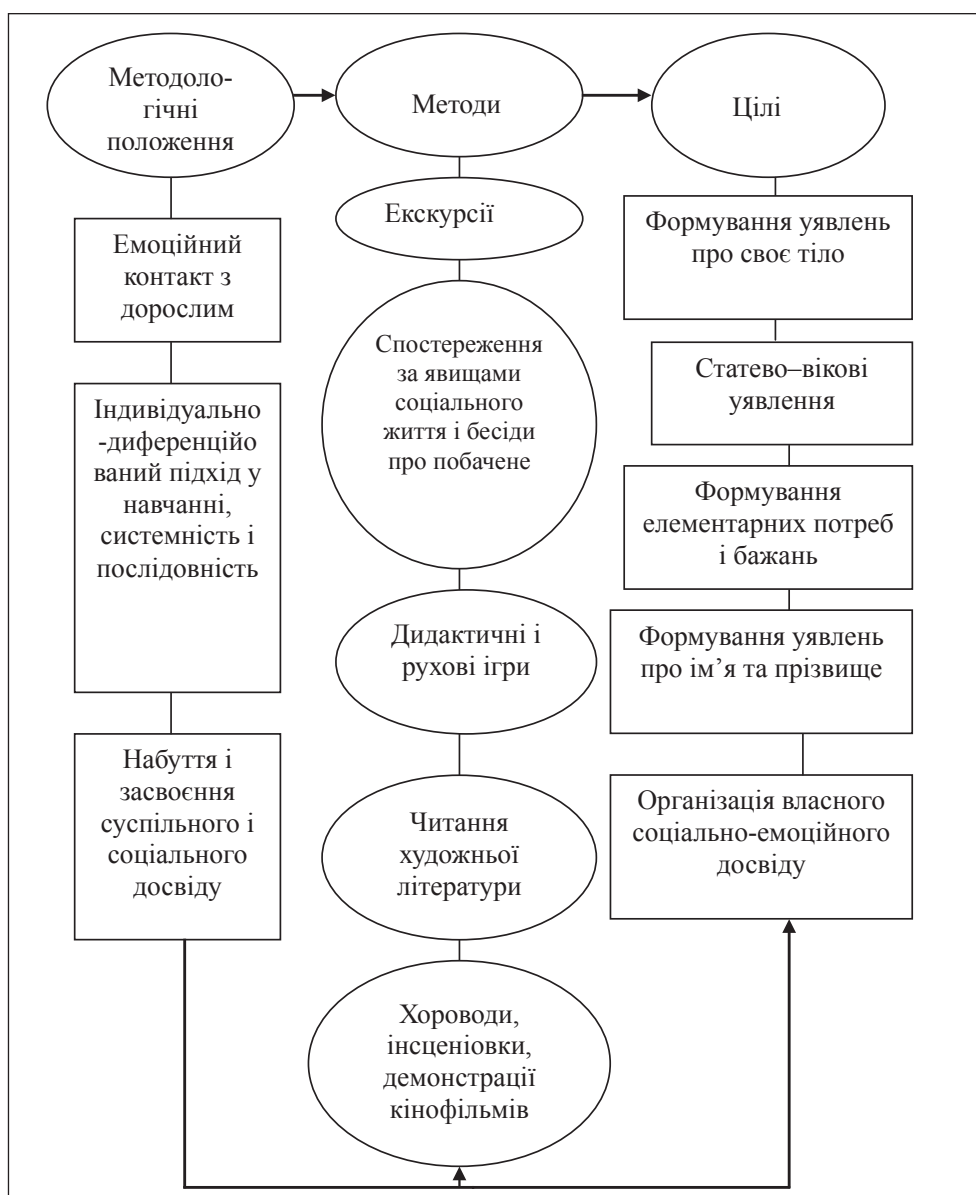 Методоло-
гічні
положення
Методи
Цілі
Емоційний
контакт з
дорослим
Індивідуально
-диференційо
ваний підхід у
навчанні,
системність і
послідовність
Набуття і
засвоєння
суспільного і
соціального
досвіду
Екскурсії
Спостереження
за явищами
соціального
життя і бесіди
про побачене
Дидактичні і
рухові ігри
Читання
художньої
літератури
Хороводи,
інсценіовки,
демонстрації
кінофільмів
Формування уявлень
про своє тіло
Статево–вікові
уявлення
Формування
елементарних потреб
і бажань
Формування уявлень
про ім’я та прізвище
Організація власного
соціально-емоційного
досвіду